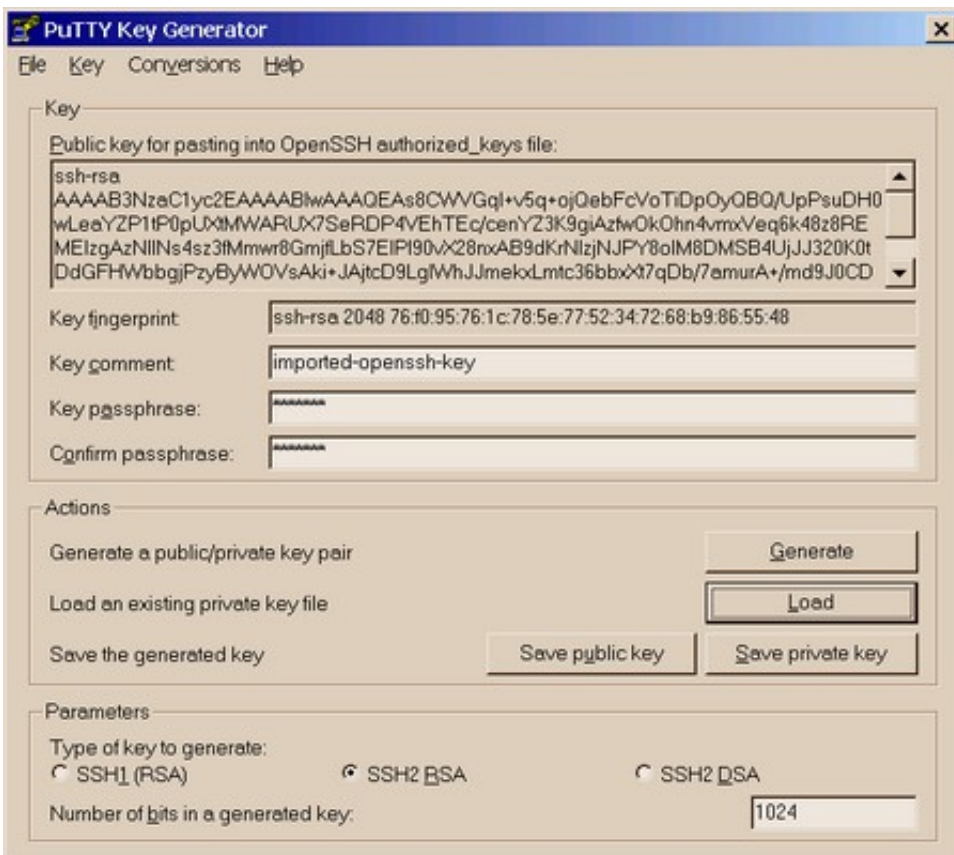 PuTTY Key Generator
File Key Conversions Help
Key
Public key for pasting into OpenSSH authorized_keys file:
ssh-rsa
AAAAB3NzaC1yc2EAAAABIwAAAQEAs8CWVGqI+v5q+ojQebFcVoTiDpOyQBQ/UpPsuDH0
wLeaYZP1tP0pUXtMWARUX7SeRDP4VEhTEc/cenYZ3K9giAzfwOkOhn4vmxVeq6k48z8RE
MEIzgAzNIINs4sz3fMmwr8GmjfLbS7EIPI90vX28nxAB9dKrNIzjNJPY8oIM8DMSB4UjJJ320K0t
DdGFHWbbgjPzyByWOVsAki+JAjtcD9LgIWhJJmekxLmtc36bbxXt7qDb/7amurA+/md9J0CD
Key fingerprint: ssh-rsa 2048 76:f0:95:76:1c:78:5e:77:52:34:72:68:b9:86:55:48
Key comment: imported-openssh-key
Key passphrase: *******
Confirm passphrase: *******
Actions
Generate a public/private key pair Generate
Load an existing private key file Load
Save the generated key Save public key Save private key
Parameters
Type of key to generate:
SSH1 (RSA) SSH2 RSA SSH2 DSA
Number of bits in a generated key: 1024